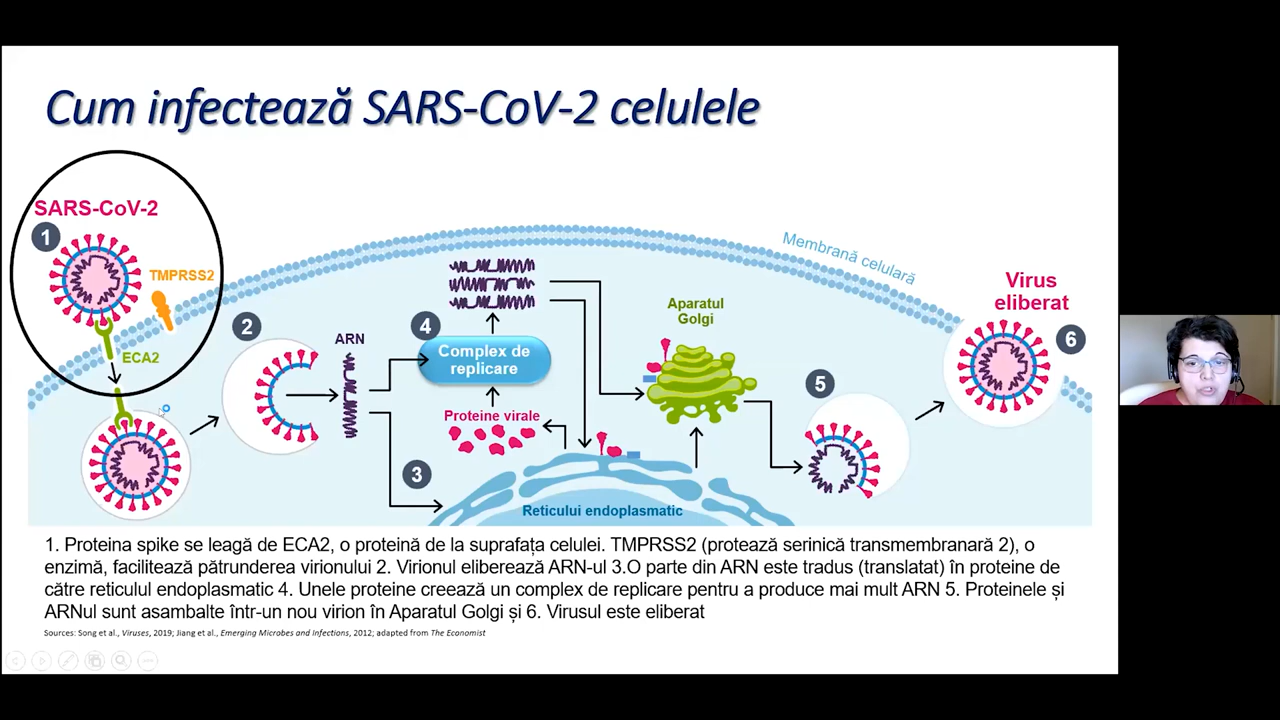 Cum infectează SARS-CoV-2 celulele
SARS-CoV-2
1
TMPRSS2
ECA2
2
ARN
4
Complex de
replicare
Proteine virale
3
Reticului endoplasmatic
Aparatul
Golgi
5
Membrană celulară
Virus
eliberat
6
1. Proteina spike se leagă de ECA2, o proteină de la suprafața celulei. TMPRSS2 (protează serinică transmembranară 2), o
enzimă, facilitează pătrunderea virionului 2. Virionul eliberează ARN-ul 3.O parte din ARN este tradus (translatat) în proteine de
către reticulul endoplasmatic 4. Unele proteine creează un complex de replicare pentru a produce mai mult ARN 5. Proteinele și
ARNul sunt asambalte într-un nou virion în Aparatul Golgi și 6. Virusul este eliberat
Sources: Song et al., Viruses, 2019; Jiang et al., Emerging Microbes and Infections, 2012; adapted from The Economist